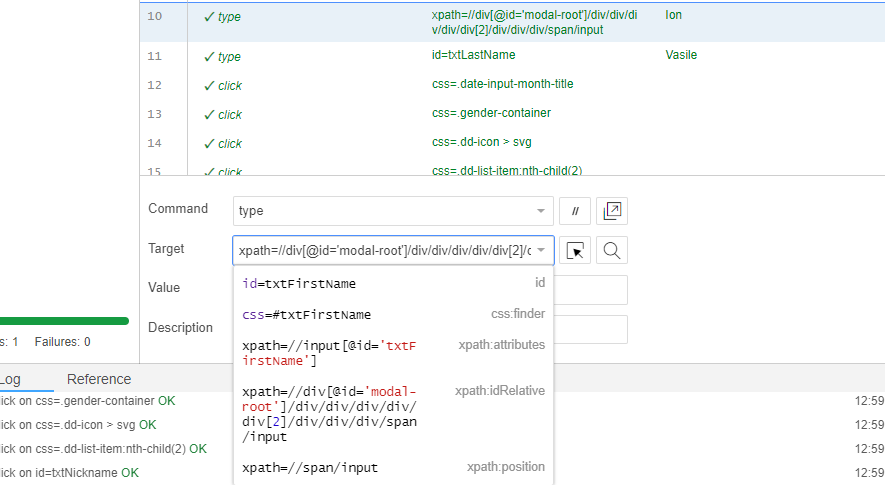 10 ✓ type xpath=//div[@id='modal-root']/div/div/di Ion
v/div/div[2]/div/div/div/span/input
11 ✓ type id=txtLastName Vasile
12 ✓ click css=.date-input-month-title
13 ✓ click css=.gender-container
14 ✓ click css=.dd-icon > svg
15 ✓ click css=.dd-list-item:nth-child(2)
Command type //
Target xpath=//div[@id='modal-root']/div/div/div/div/div[2]/c
id=txtFirstName id
css=#txtFirstName css:finder
xpath=//input[@id='txtF xpath:attributes
irstName']
xpath=//div[@id='modal- xpath:idRelative
root']/div/div/div/div/
div[2]/div/div/div/span
/input
xpath=//span/input xpath:position
Value
Description
s: 1 Failures: 0
Log Reference
lick on css=.gender-container OK 12:59
lick on css=.dd-icon > svg OK 12:59
lick on css=.dd-list-item:nth-child(2) OK 12:59
lick on id=txtNickname OK 12:59